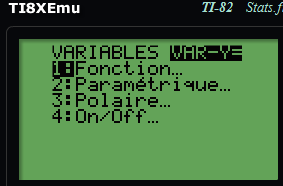 TI8XEmu TI-82 Stats.f
VARIABLES VAR-Y=
1:Fonction…
2:Paramétrique…
3:Polaire…
4:On/Off…